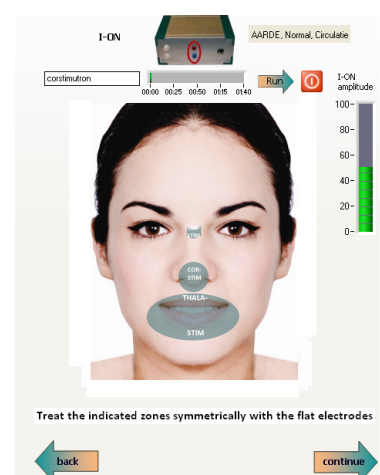 I-ON
AARDE, Normal, Circulatie
corstimutron
Run
00:00 00:25 00:50 01:15 01:40
I-ON
amplitude
100-
80-
60-
40-
20-
0-
STIM
COR-
STIM
THALA-
STIM
Treat the indicated zones symmetrically with the flat electrodes
back
continue